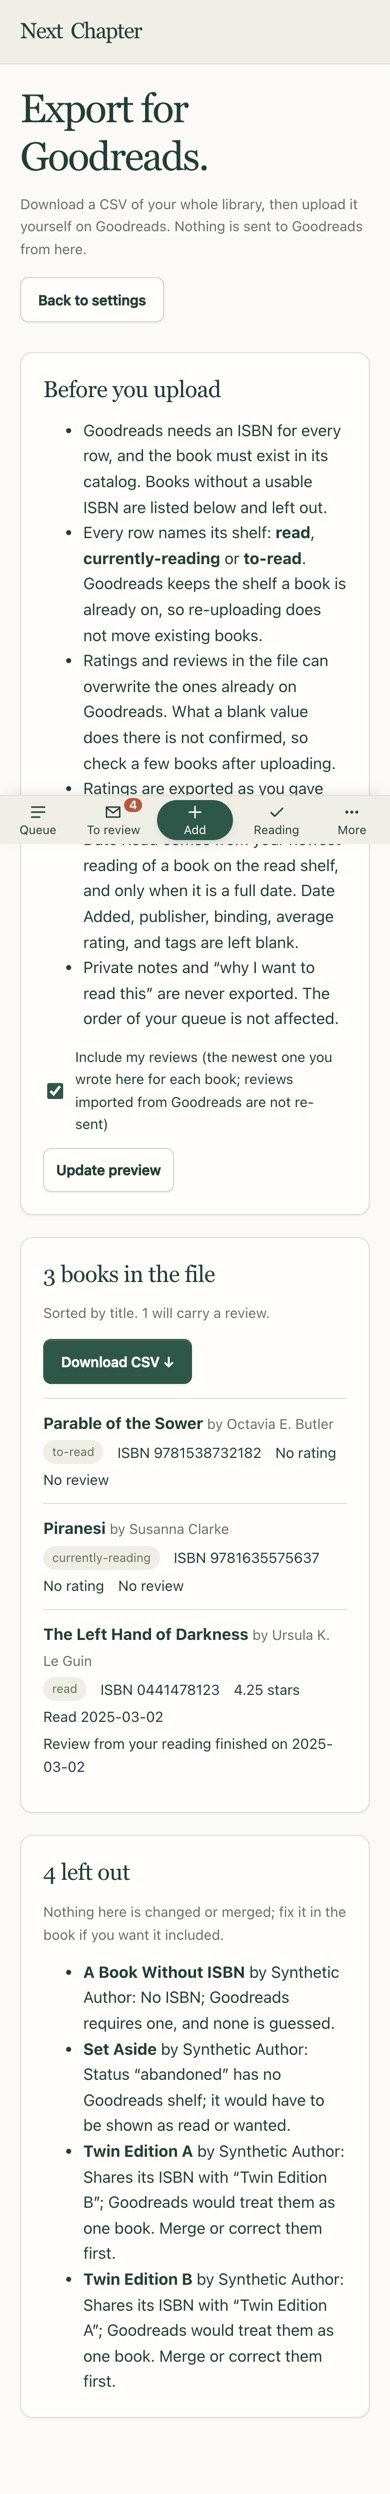 Next Chapter
Export for
Goodreads.
Download a CSV of your whole library, then upload it
yourself on Goodreads. Nothing is sent to Goodreads
from here.
Back to settings
Before you upload
• Goodreads needs an ISBN for every
row, and the book must exist in its
catalog. Books without a usable
ISBN are listed below and left out.
• Every row names its shelf: read,
currently-reading or to-read.
Goodreads keeps the shelf a book is
already on, so re-uploading does
not move existing books.
• Ratings and reviews in the file can
overwrite the ones already on
Goodreads. What a blank value
does there is not confirmed, so
check a few books after uploading.
• Ratings are exported as you gave
Queue
To review
4
Add
Reading
More
Date Read comes from your newest
reading of a book on the read shelf,
and only when it is a full date. Date
Added, publisher, binding, average
rating, and tags are left blank.
• Private notes and “why I want to
read this” are never exported. The
order of your queue is not affected.
Include my reviews (the newest one you
wrote here for each book; reviews
imported from Goodreads are not re-
sent)
Update preview
3 books in the file
Sorted by title. 1 will carry a review.
Download CSV ↓
Parable of the Sower by Octavia E. Butler
to-read ISBN 9781538732182 No rating
No review
Piranesi by Susanna Clarke
currently-reading ISBN 9781635575637
No rating No review
The Left Hand of Darkness by Ursula K.
Le Guin
read ISBN 0441478123 4.25 stars
Read 2025-03-02
Review from your reading finished on 2025-
03-02
4 left out
Nothing here is changed or merged; fix it in the
book if you want it included.
• A Book Without ISBN by Synthetic
Author: No ISBN; Goodreads
requires one, and none is guessed.
• Set Aside by Synthetic Author:
Status “abandoned” has no
Goodreads shelf; it would have to
be shown as read or wanted.
• Twin Edition A by Synthetic Author:
Shares its ISBN with “Twin Edition
B”; Goodreads would treat them as
one book. Merge or correct them
first.
• Twin Edition B by Synthetic Author:
Shares its ISBN with “Twin Edition
A”; Goodreads would treat them as
one book. Merge or correct them
first.